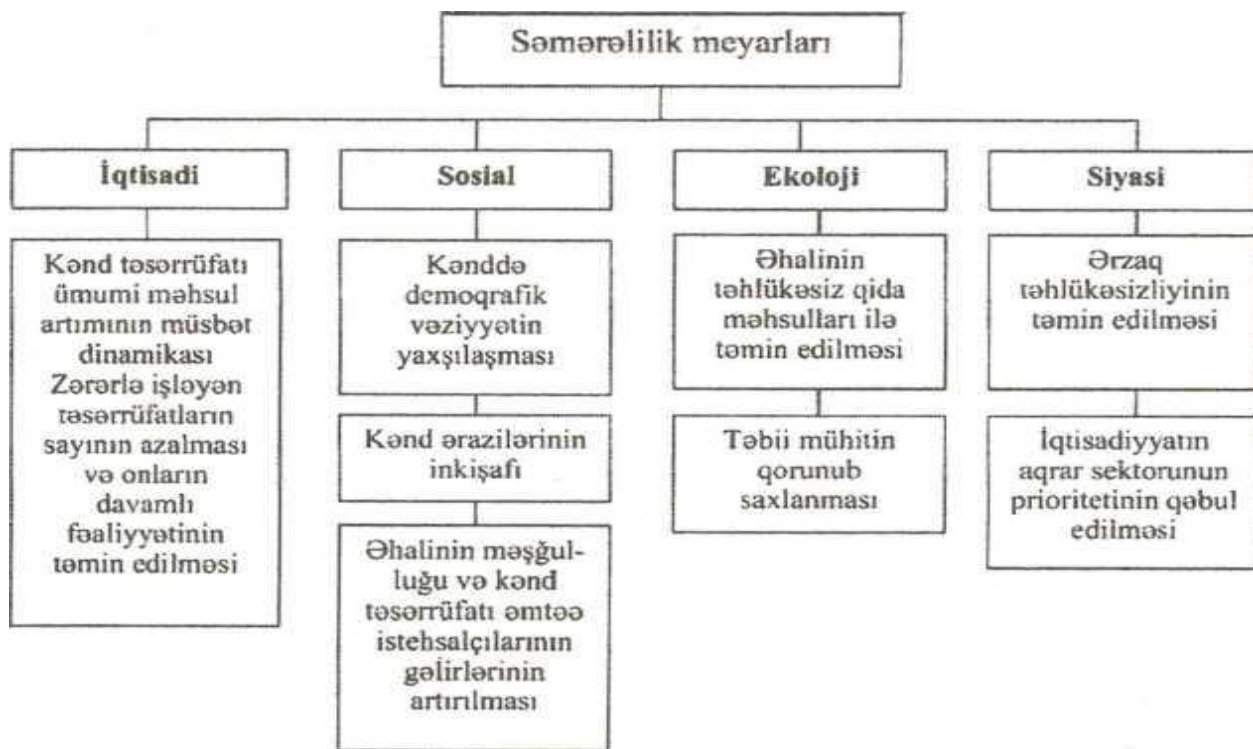 Səmərəlilik meyarları
İqtisadi
Kənd təsərrüfatı
ümumi məhsul
artımının müsbət
dinamikası
Zərərlə işləyən
təsərrüfatların
sayının azalması
və onların
davamlı
fəaliyyətinin
təmin edilməsi
Sosial
Kənddə
demoqrafik
vəziyyətin
yaxşılaşması
Kənd ərazilərinin
inkişafı
Əhalinin məşğul-
luğu və kənd
təsərrüfatı əmtəə
istehsalçılarının
gəlirlərinin
artırılması
Ekoloji
Əhalinin
təhlükəsiz qida
məhsulları ilə
təmin edilməsi
Təbii mühitin
qorunub
saxlanması
Siyasi
Ərzaq
təhlükəsizliyinin
təmin edilməsi
İqtisadiyyatın
aqrar sektorunun
prioritetinin qəbul
edilməsi